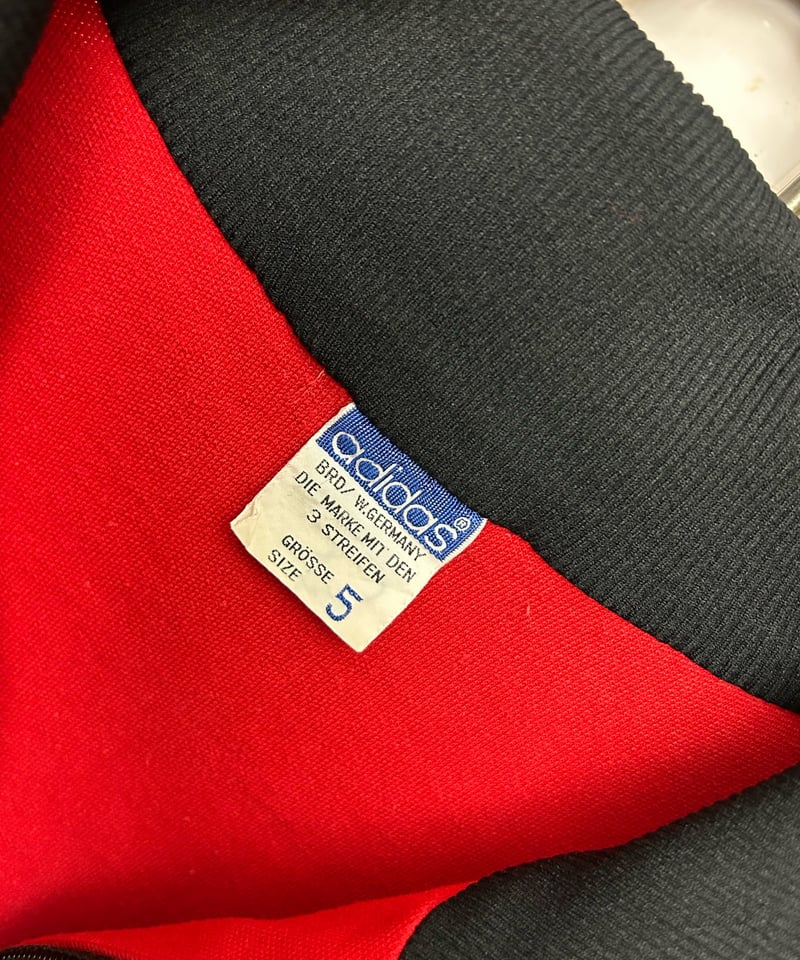 adidas®
BRD/ W.GERMANY
DIE MARKE MIT DEN
3 STREIFEN
GRÖSSE
SIZE 5